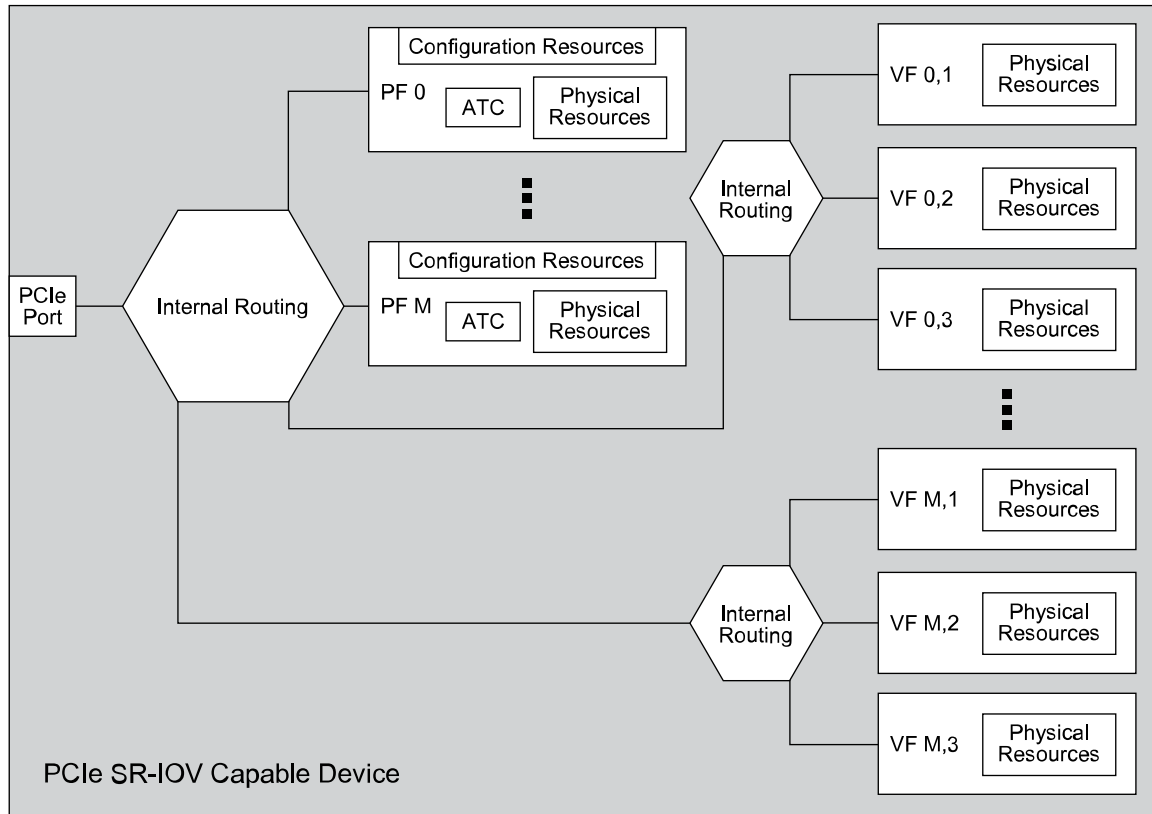 Configuration Resources
PF 0
ATC
Physical
Resources
Configuration Resources
PF M
ATC
Physical
Resources
PCIe
Port
Internal Routing
Internal
Routing
VF 0,1
Physical
Resources
VF 0,2
Physical
Resources
VF 0,3
Physical
Resources
Internal
Routing
VF M,1
Physical
Resources
VF M,2
Physical
Resources
VF M,3
Physical
Resources
PCIe SR-IOV Capable Device